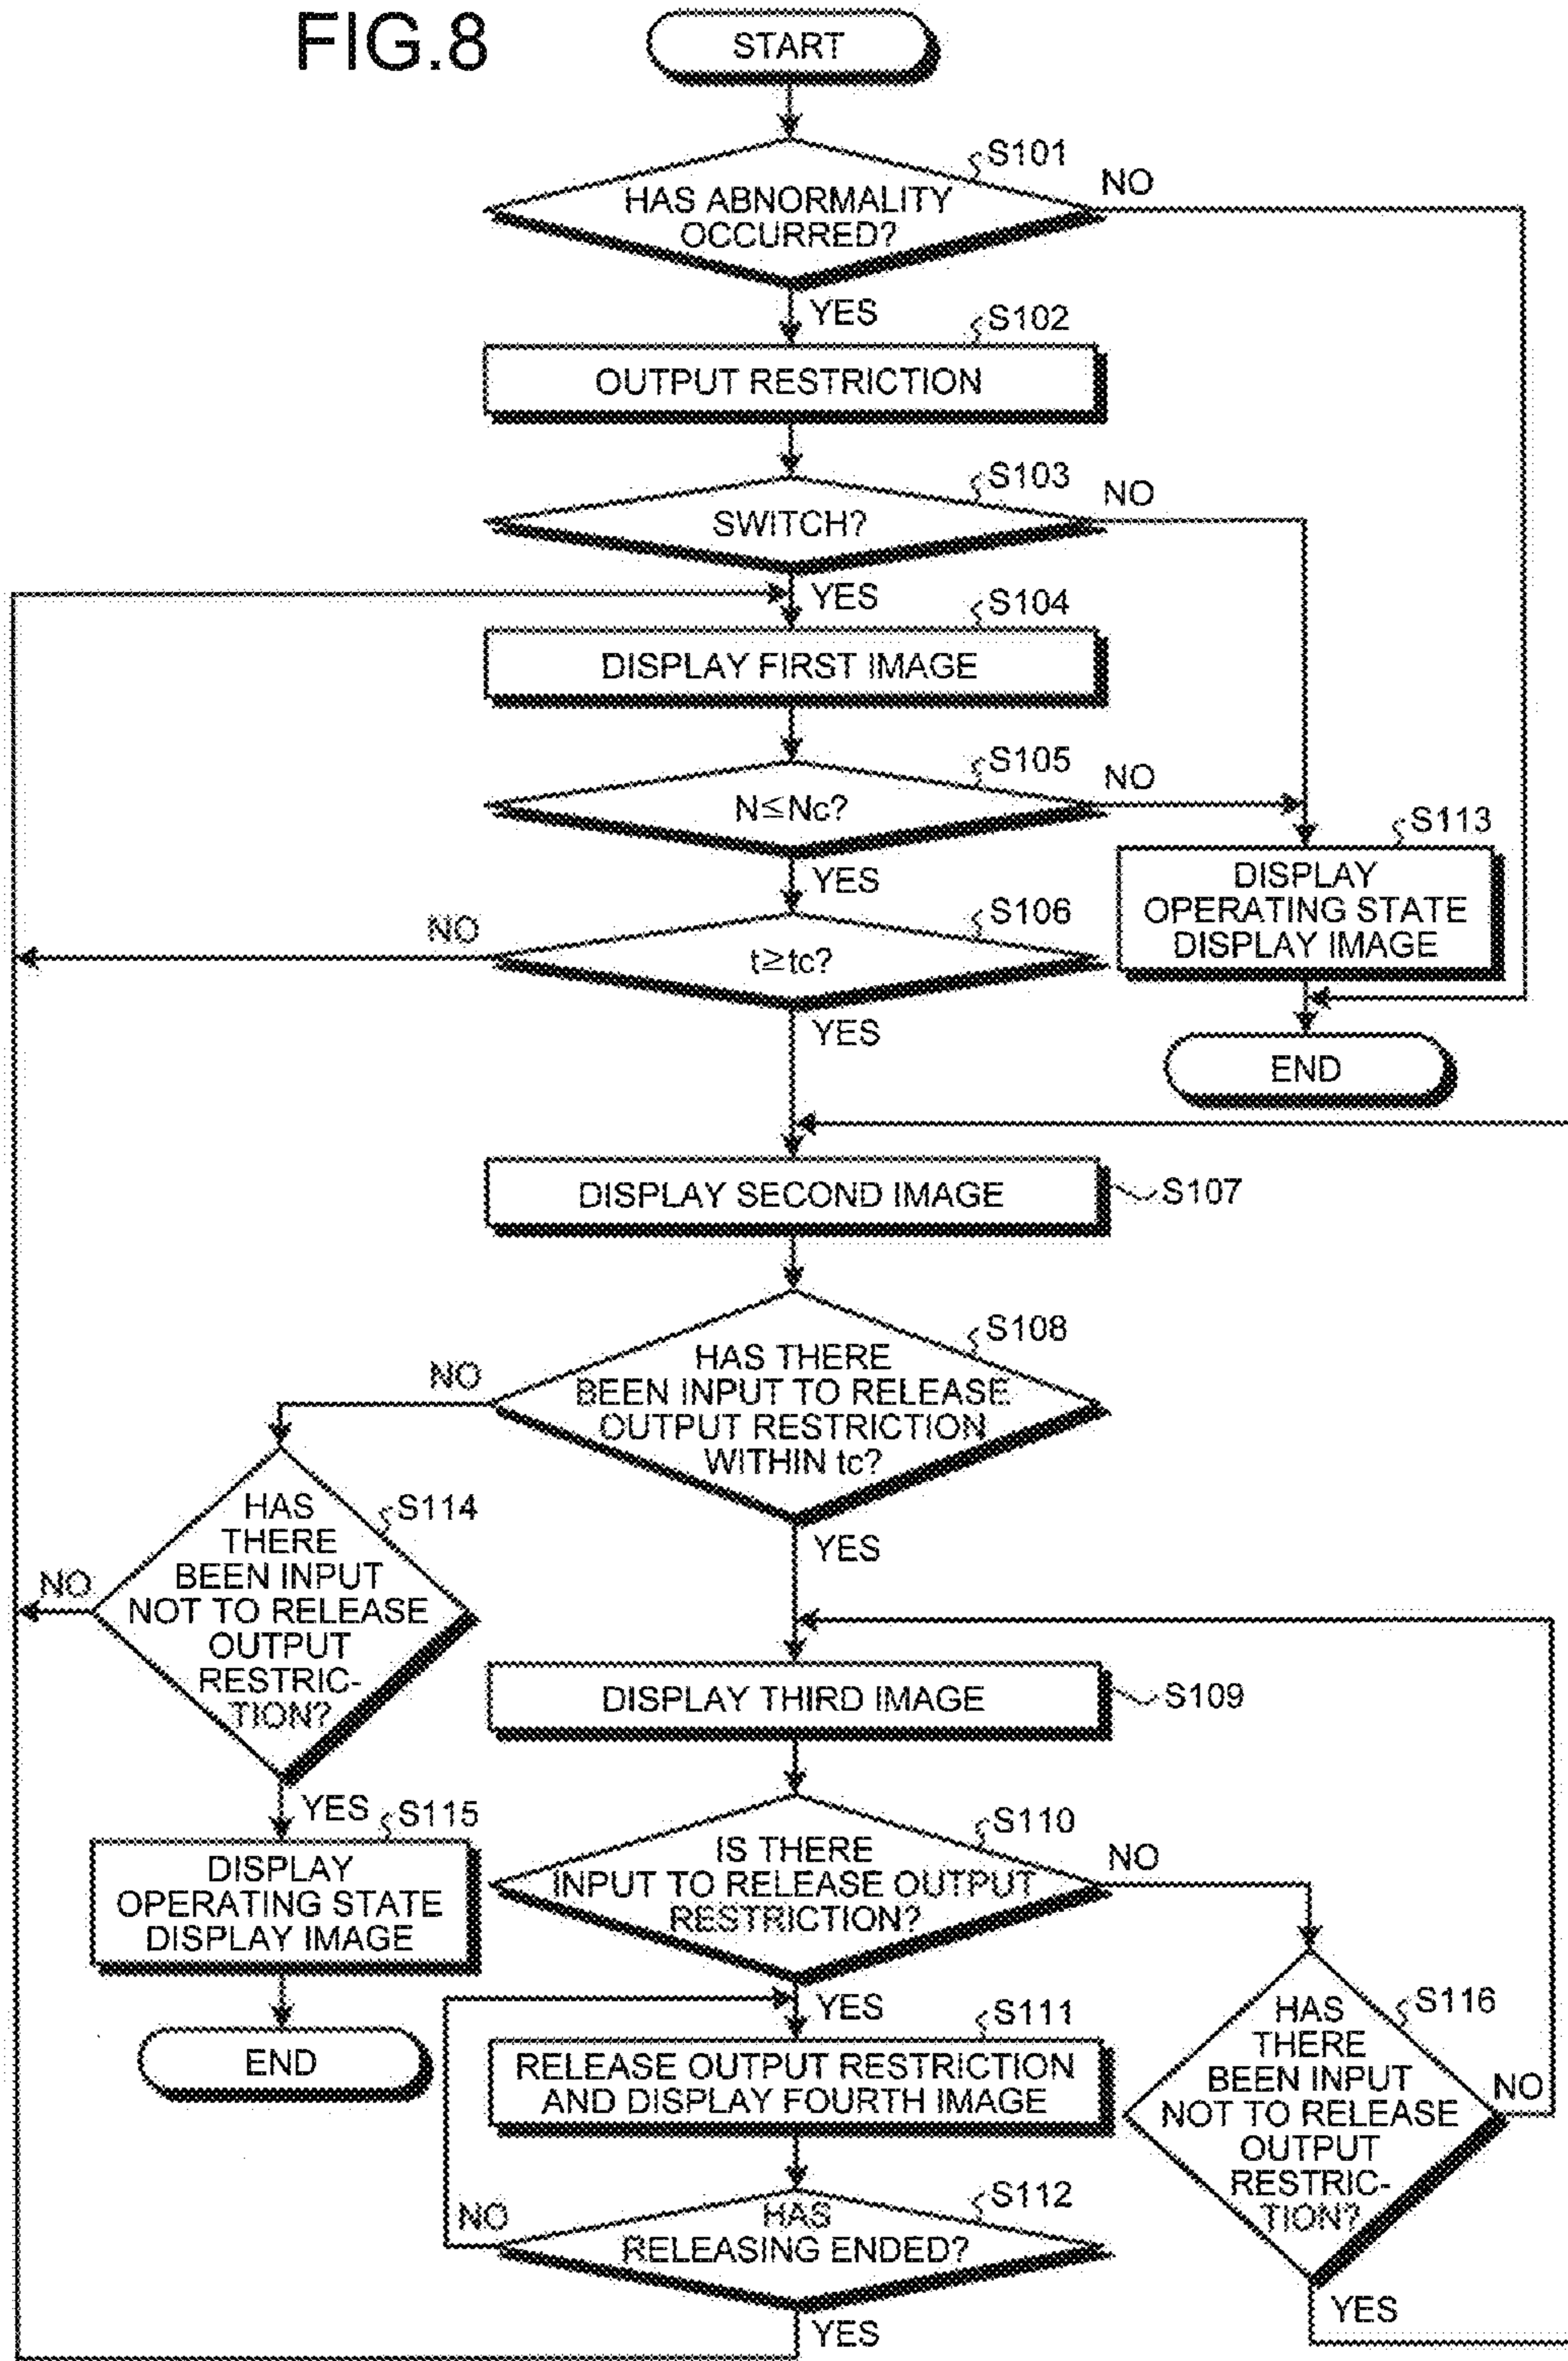 FIG.8
START
S101
NO
HAS ABNORMALITY
OCCURRED?
YES
S102
OUTPUT RESTRICTION
S103
NO
SWITCH?
YES
S104
DISPLAY FIRST IMAGE
S105
NO
N≦Nc?
YES
S106
NO
t≧tc?
YES
S113
DISPLAY
OPERATING STATE
DISPLAY IMAGE
END
DISPLAY SECOND IMAGE
S107
S108
NO
HAS THERE
BEEN INPUT TO RELEASE
OUTPUT RESTRICTION
WITHIN tc?
YES
S114
HAS
THERE
BEEN INPUT
NOT TO RELEASE
OUTPUT
RESTRIC-
TION?
NO
YES
S115
DISPLAY
OPERATING STATE
DISPLAY IMAGE
END
DISPLAY THIRD IMAGE
S109
S110
IS THERE
INPUT TO RELEASE OUTPUT
RESTRICTION?
NO
YES
S111
RELEASE OUTPUT RESTRICTION
AND DISPLAY FOURTH IMAGE
S112
NO
HAS
RELEASING ENDED?
YES
S116
HAS
THERE
BEEN INPUT
NOT TO RELEASE
OUTPUT
RESTRIC-
TION?
NO
YES